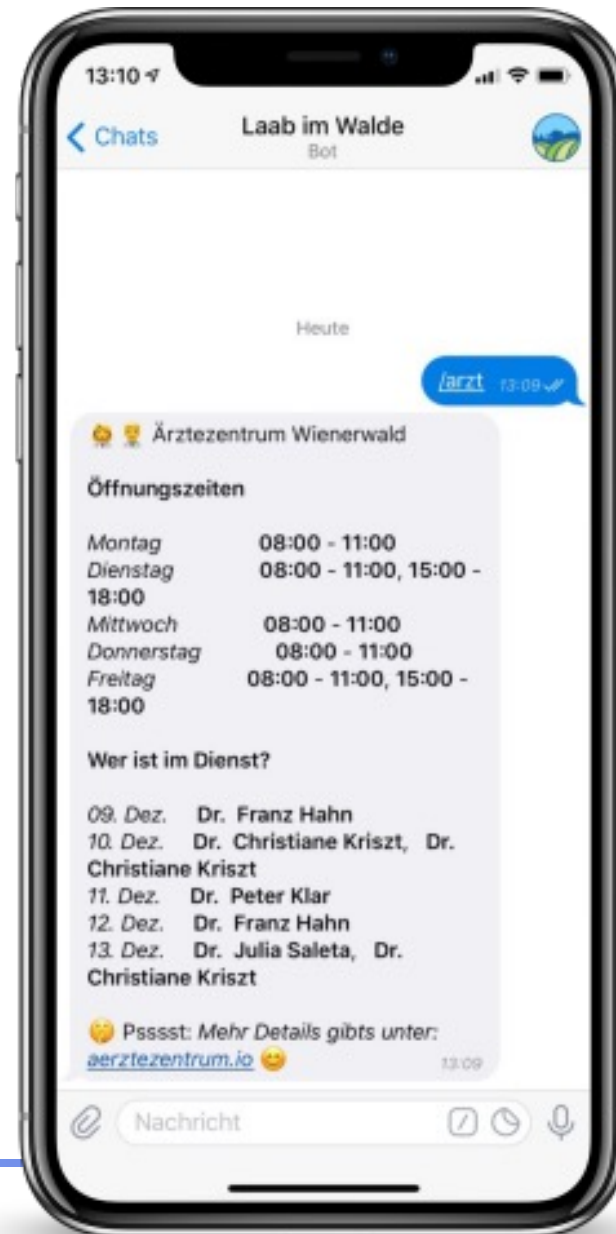 13:10
Chats
Laab im Walde
Bot
Heute
/arzt 13:09
Ärztezentrum Wienerwald
Öffnungszeiten
Montag 08:00 - 11:00
Dienstag 08:00 - 11:00, 15:00 -
18:00
Mittwoch 08:00 - 11:00
Donnerstag 08:00 - 11:00
Freitag 08:00 - 11:00, 15:00 -
18:00
Wer ist im Dienst?
09. Dez. Dr. Franz Hahn
10. Dez. Dr. Christiane Kriszt, Dr.
Christiane Kriszt
11. Dez. Dr. Peter Klar
12. Dez. Dr. Franz Hahn
13. Dez. Dr. Julia Saleta, Dr.
Christiane Kriszt
Psssst: Mehr Details gibts unter:
aerztezentrum.io 13:09
Nachricht